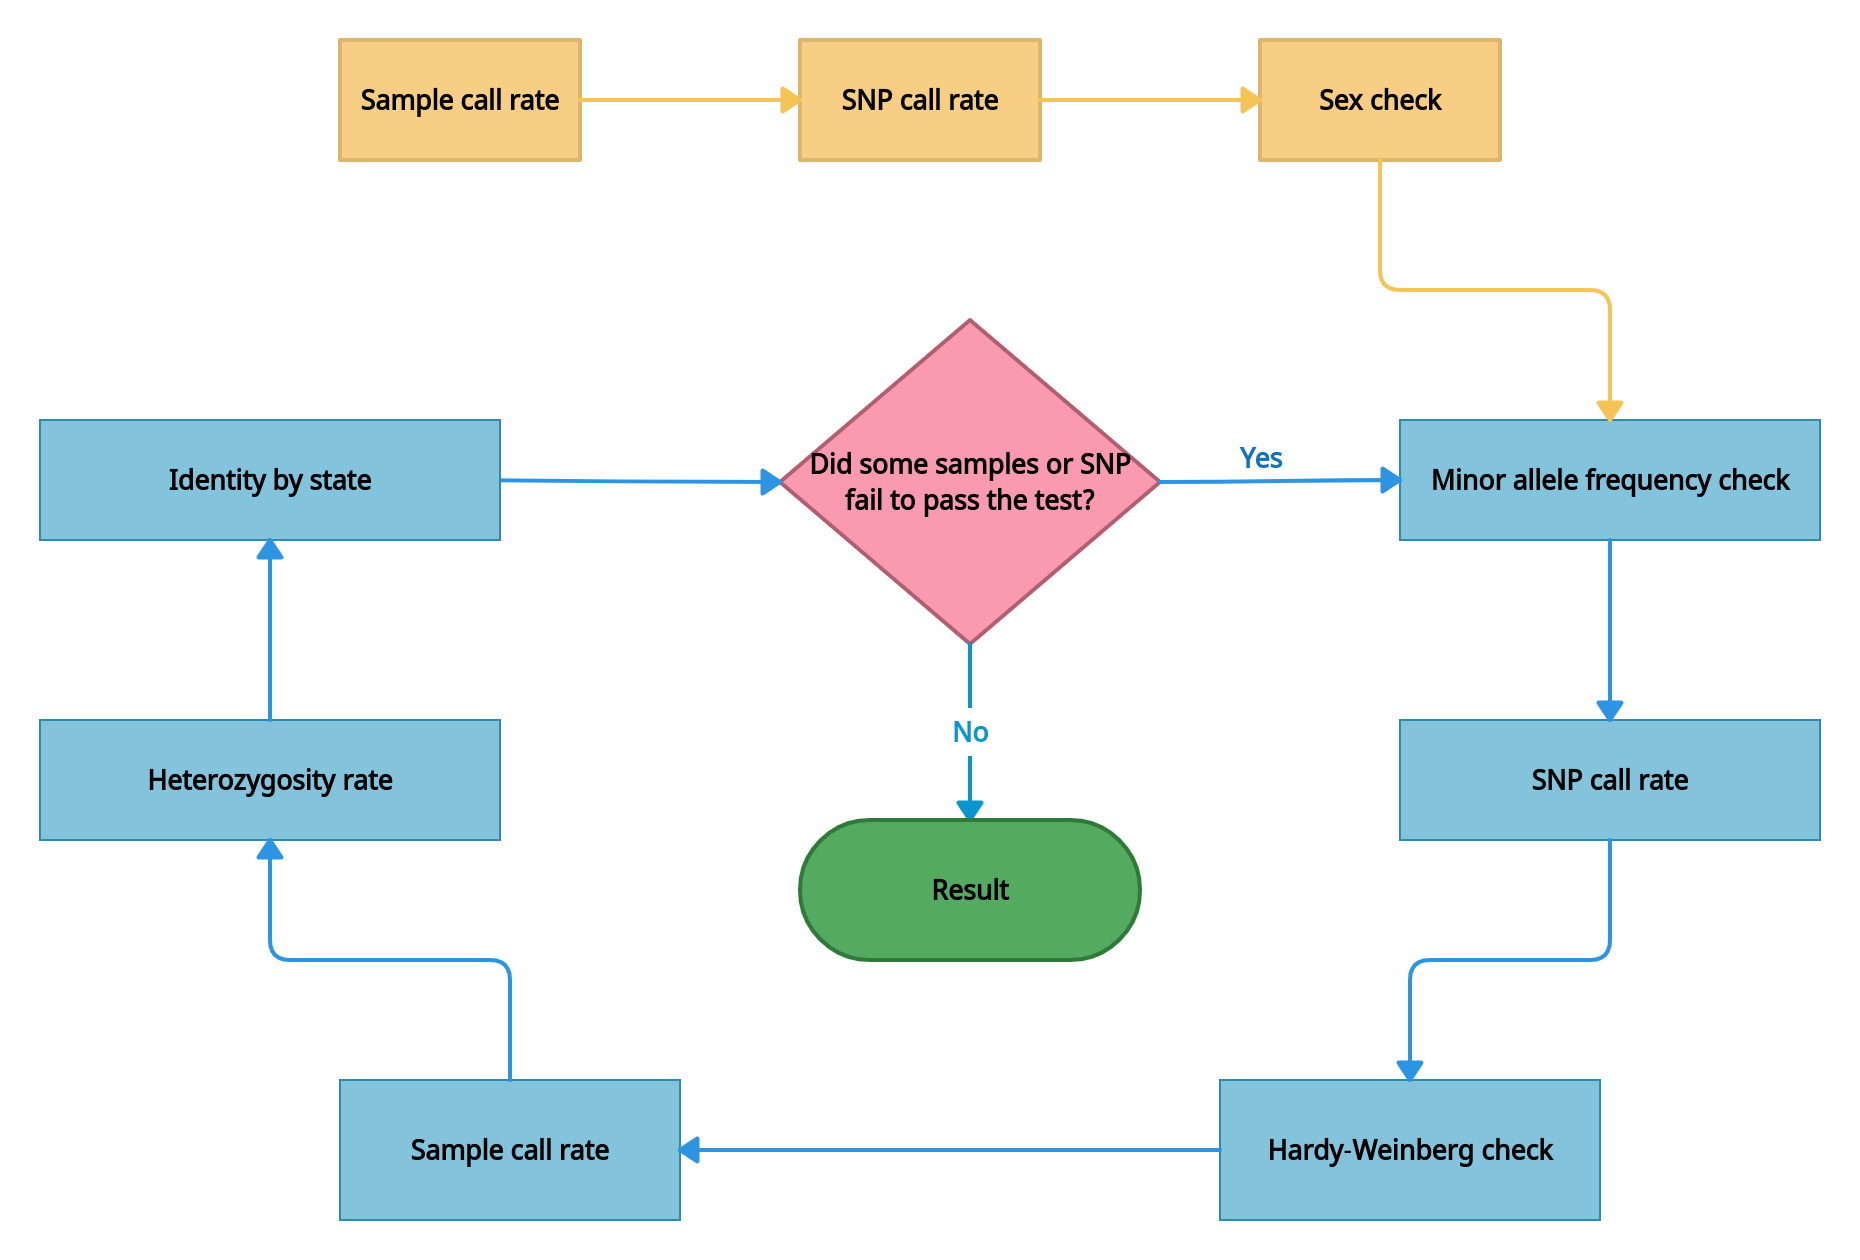 Sample call rate
SNP call rate
Sex check
Identity by state
Did some samples or SNP
fail to pass the test?
Yes
Minor allele frequency check
No
Heterozygosity rate
SNP call rate
Result
Sample call rate
Hardy-Weinberg check